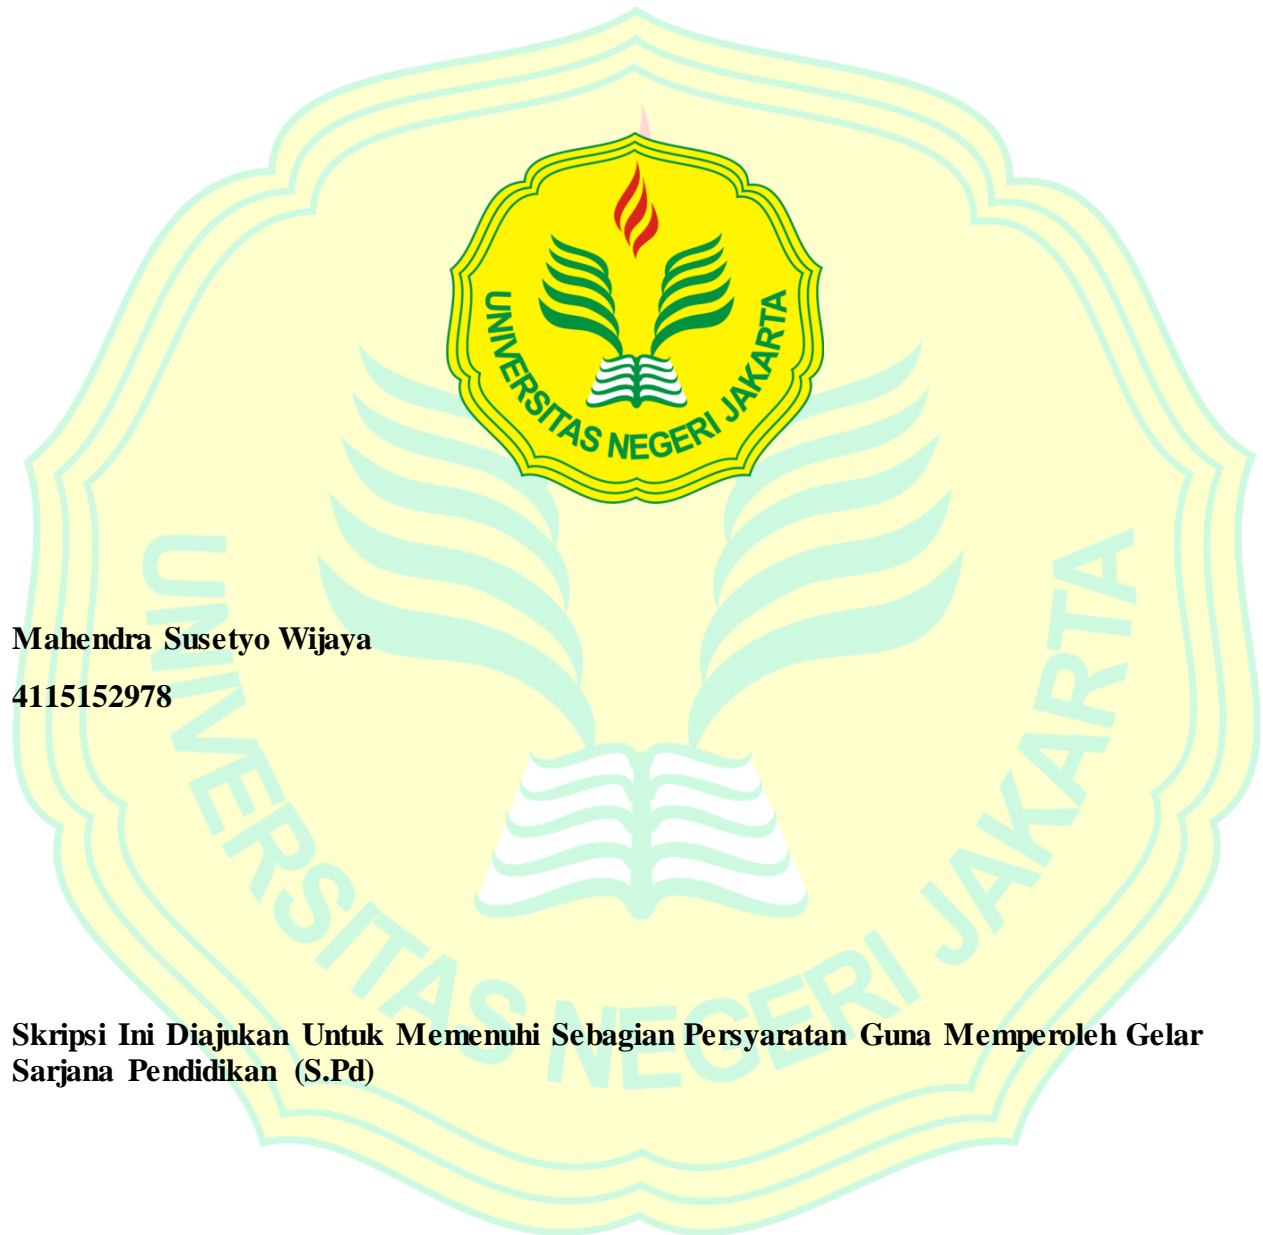 UNIVERSITAS NEGERI JAKARTA
Mahendra Susetyo Wijaya
4115152978
Skripsi Ini Diajukan Untuk Memenuhi Sebagian Persyaratan Guna Memperoleh Gelar
Sarjana Pendidikan (S.Pd)
UNIVERSITAS NEGERI JAKARTA